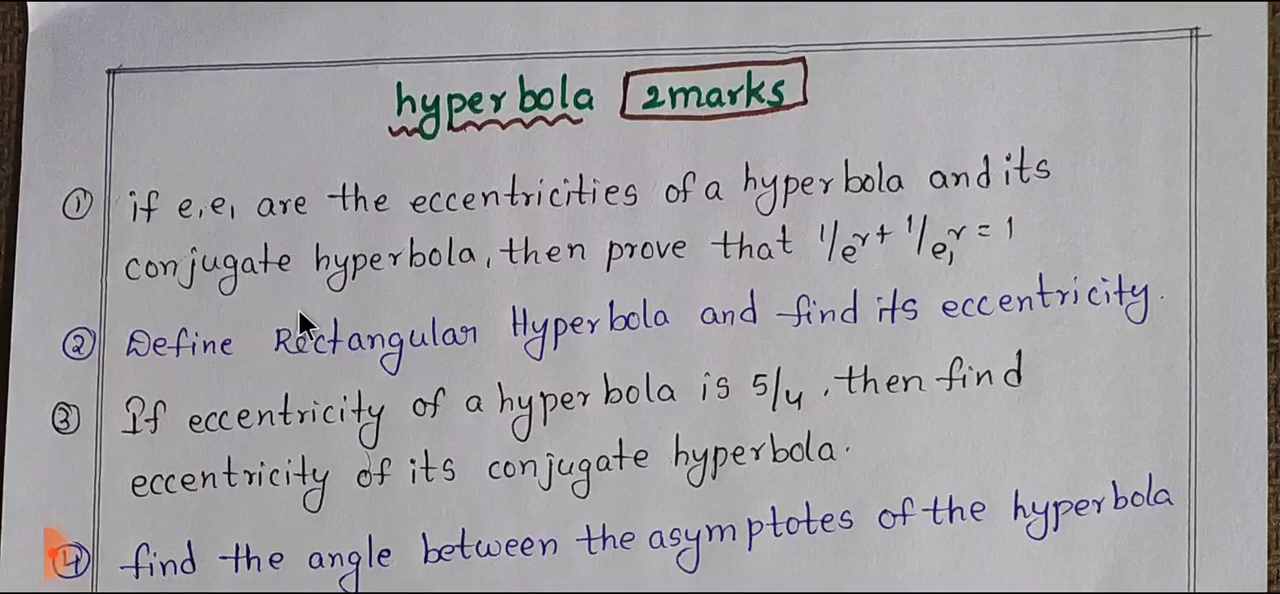 hyperbola 2marks
① if e,e₁ are the eccentricities of a hyperbola and its
conjugate hyperbola, then prove that 1/e² + 1/e₁² = 1
② Define Rectangular Hyperbola and find its eccentricity.
③ If eccentricity of a hyperbola is 5/4, then find
eccentricity of its conjugate hyperbola.
④ find the angle between the asymptotes of the hyperbola